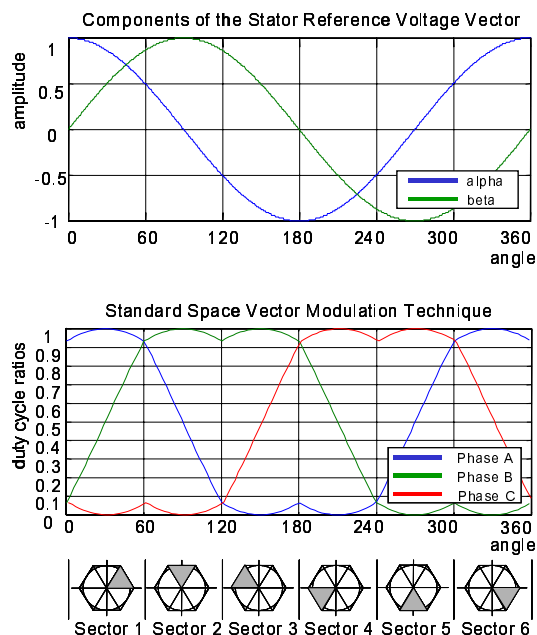 Components of the Stator Reference Voltage Vector
amplitude
1
0.5
0
-0.5
-1
alpha
beta
0 60 120 180 240 300 360
angle
Standard Space Vector Modulation Technique
duty cycle ratios
1
0.9
0.8
0.7
0.6
0.5
0.4
0.3
0.2
0.1
0
Phase A
Phase B
Phase C
0 60 120 180 240 300 360
angle
Sector 1 Sector 2 Sector 3 Sector 4 Sector 5 Sector 6